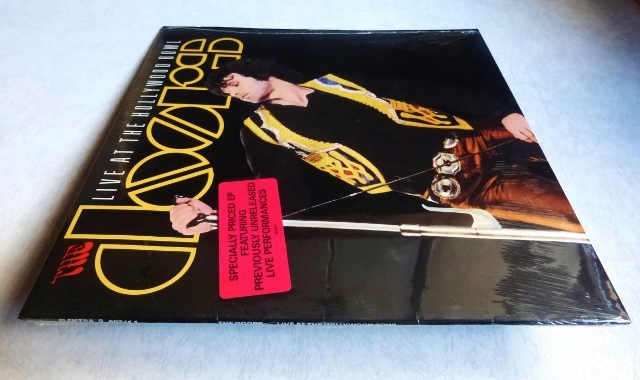 LIVE AT THE HOLLYWOOD BOWL
THE
DOORS
SPECIALLY PRICED EP
FEATURING
PREVIOUSLY UNRELEASED
LIVE PERFORMANCES
THE DOORS LIVE AT THE HOLLYWOOD BOWL